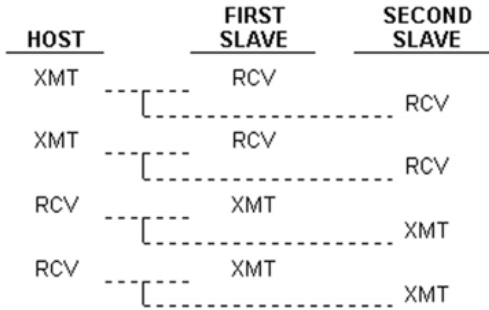 HOST FIRST SLAVE SECOND SLAVE
XMT RCV
RCV
XMT RCV
RCV
RCV XMT
XMT
RCV XMT
XMT